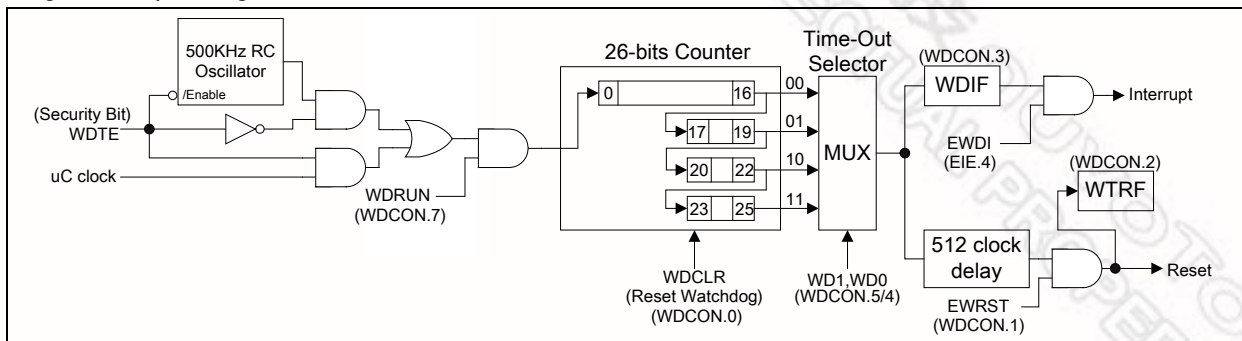 500KHz RC
Oscillator
/Enable
(Security Bit)
WDTE
uC clock
WDRUN
(WDCON.7)
26-bits Counter
0 16
17 19
20 22
23 25
00
01
10
11
WDCLR
(Reset Watchdog)
(WDCON.0)
Time-Out
Selector
MUX
WD1,WD0
(WDCON.5/4)
(WDCON.3)
WDIF
Interrupt
EWDI
(EIE.4)
(WDCON.2)
WTRF
512 clock
delay
Reset
EWRST
(WDCON.1)